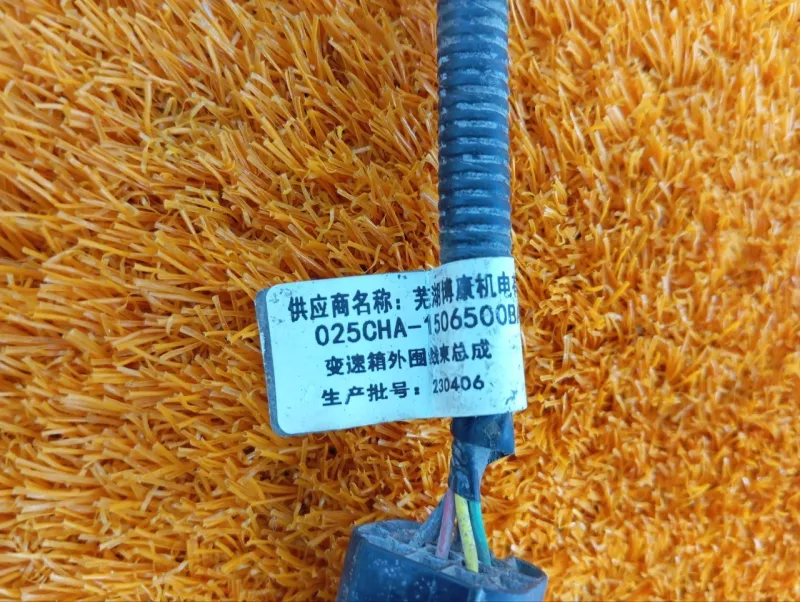 供应商名称：芜湖博康机电
025CHA-1506500B
变速箱外围线束总成
生产批号：230406